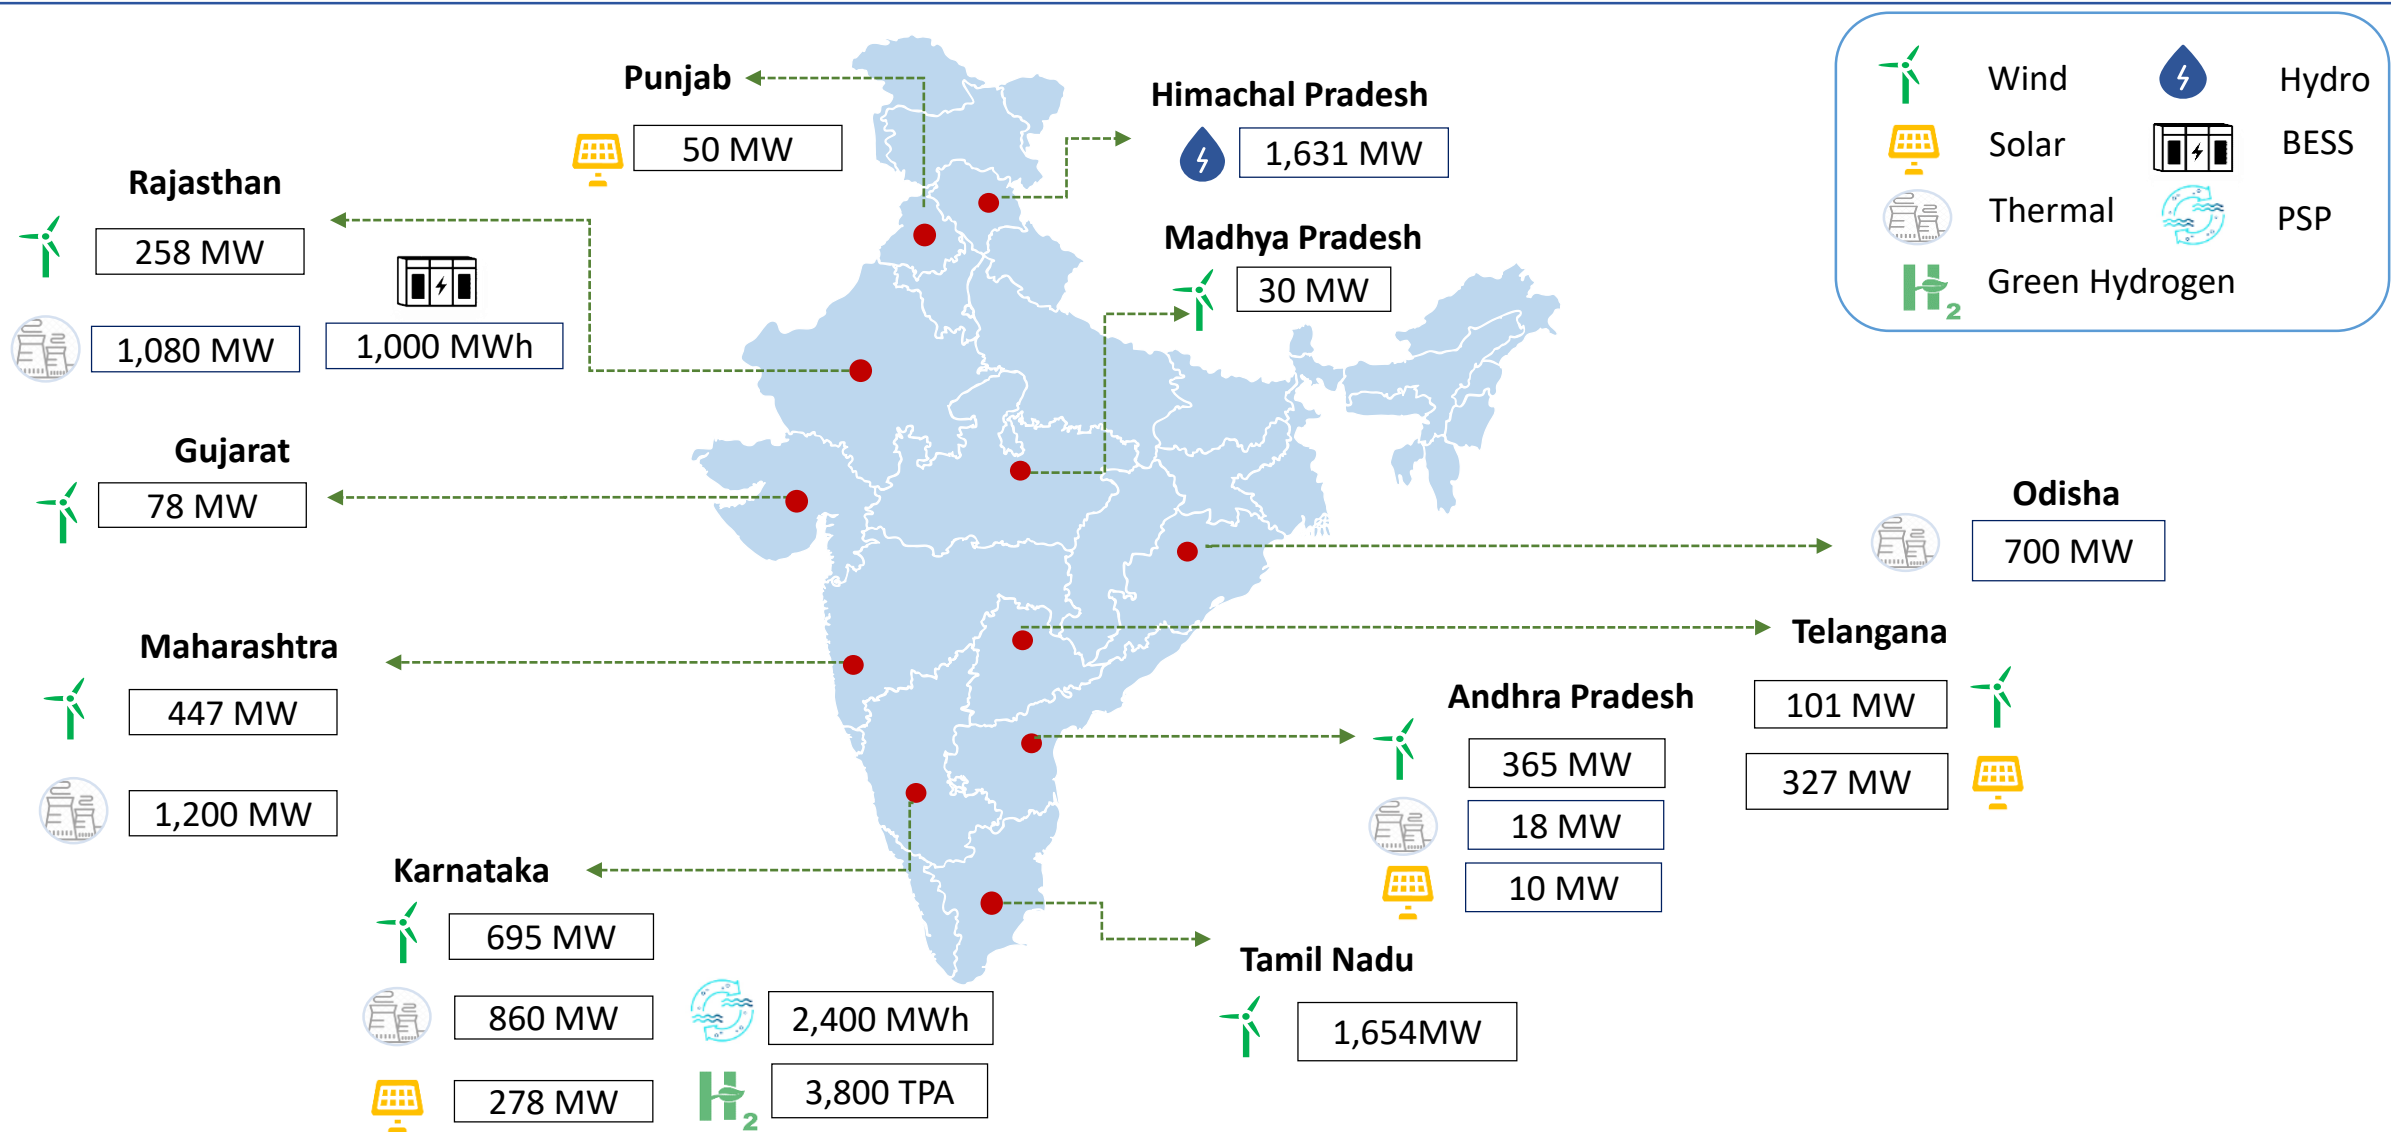 Punjab
50 MW
Himachal Pradesh
1,631 MW
Rajasthan
258 MW
1,080 MW
1,000 MWh
Madhya Pradesh
30 MW
Wind
Hydro
Solar
BESS
Thermal
PSP
H2
Green Hydrogen
Gujarat
78 MW
Odisha
700 MW
Maharashtra
447 MW
1,200 MW
Telangana
101 MW
327 MW
Andhra Pradesh
365 MW
18 MW
10 MW
Karnataka
695 MW
860 MW
2,400 MWh
278 MW
H2
3,800 TPA
Tamil Nadu
1,654MW